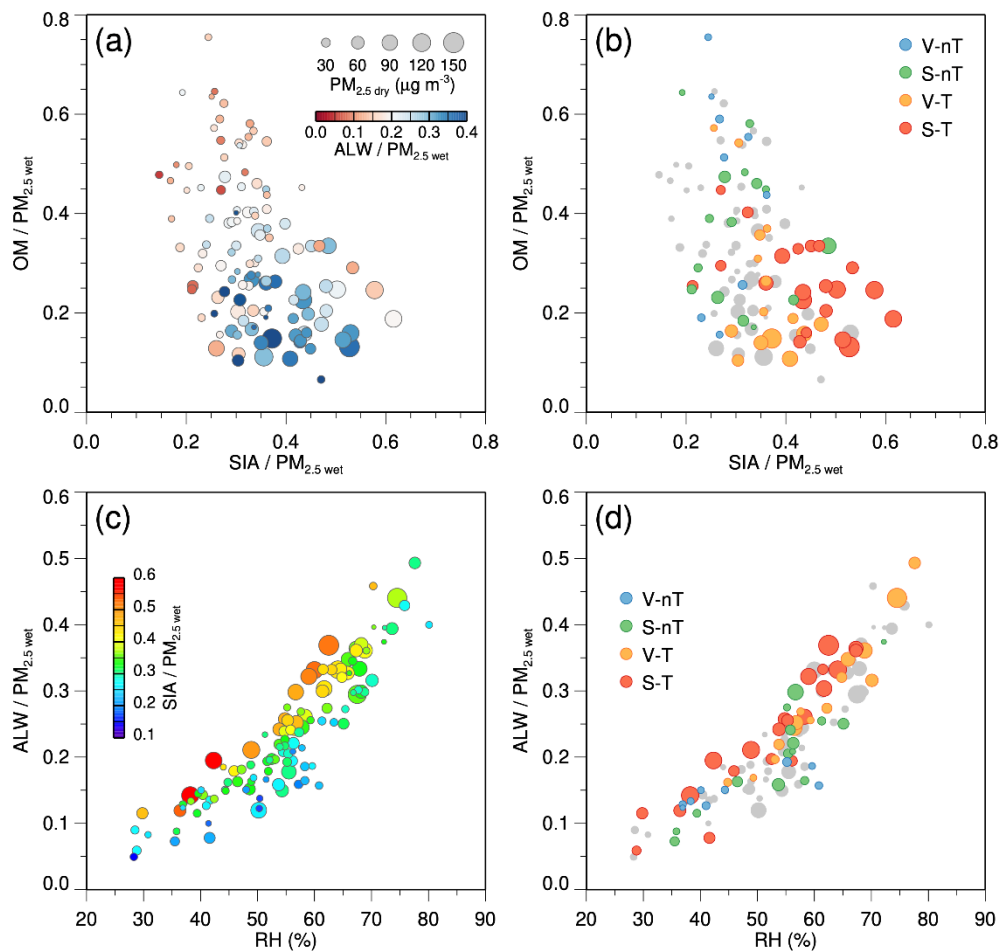 (a)
30 60 90 120 150
PM2.5 dry (μg m-3)
0.0 0.1 0.2 0.3 0.4
ALW / PM2.5 wet
0.8
0.6
0.4
0.2
0.0
OM / PM2.5 wet
0.0 0.2 0.4 0.6 0.8
SIA / PM2.5 wet
(b)
V-nT
S-nT
V-T
S-T
0.8
0.6
0.4
0.2
0.0
OM / PM2.5 wet
0.0 0.2 0.4 0.6 0.8
SIA / PM2.5 wet
(c)
0.6
0.5
0.4
0.3
0.2
0.1
SIA / PM2.5 wet
0.6
0.5
0.4
0.3
0.2
0.1
0.0
ALW / PM2.5 wet
20 30 40 50 60 70 80 90
RH (%)
(d)
V-nT
S-nT
V-T
S-T
0.6
0.5
0.4
0.3
0.2
0.1
0.0
ALW / PM2.5 wet
20 30 40 50 60 70 80 90
RH (%)